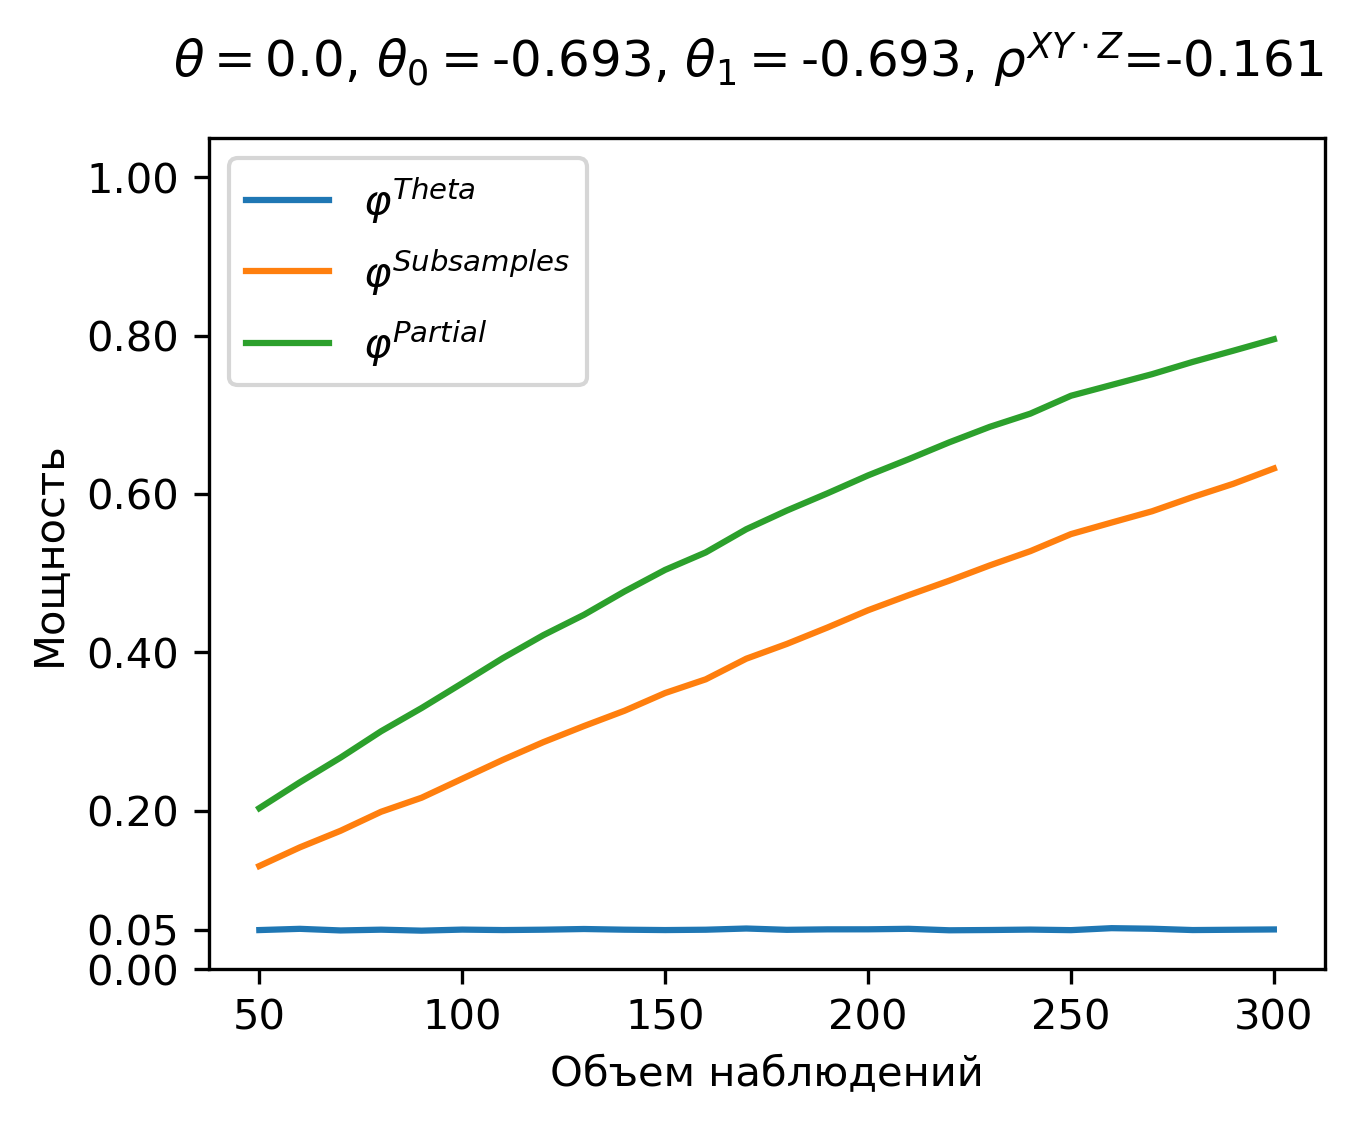 θ = 0.0, θ₀ = -0.693, θ₁ = -0.693, ρ^{XY·Z}=-0.161
φ^{Theta}
φ^{Subsamples}
φ^{Partial}
Мощность
1.00
0.80
0.60
0.40
0.20
0.05
0.00
50 100 150 200 250 300
Объем наблюдений